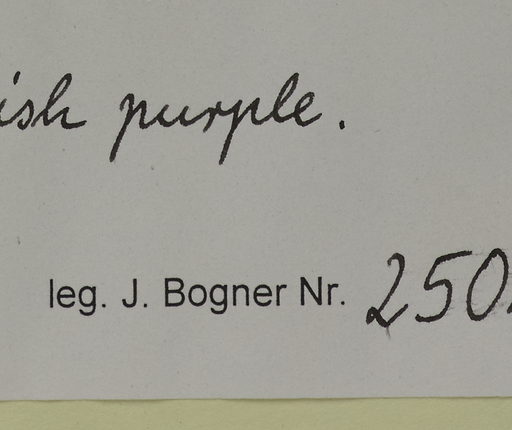 ish purple.
leg. J. Bogner Nr. 250